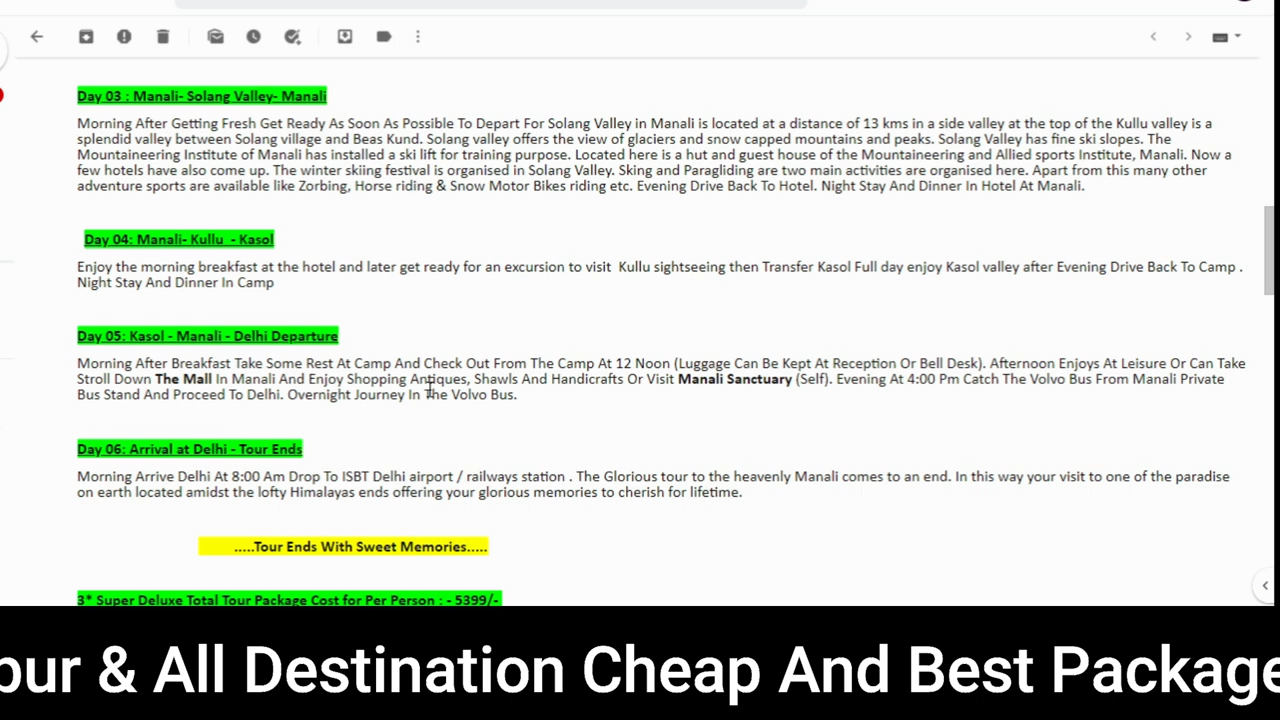 Day 03 : Manali- Solang Valley- Manali
Morning After Getting Fresh Get Ready As Soon As Possible To Depart For Solang Valley in Manali is located at a distance of 13 kms in a side valley at the top of the Kullu valley is a
splendid valley between Solang village and Beas Kund. Solang valley offers the view of glaciers and snow capped mountains and peaks. Solang Valley has fine ski slopes. The
Mountaineering Institute of Manali has installed a ski lift for training purpose. Located here is a hut and guest house of the Mountaineering and Allied sports Institute, Manali. Now a
few hotels have also come up. The winter skiing festival is organised in Solang Valley. Sking and Paragliding are two main activities are organised here. Apart from this many other
adventure sports are available like Zorbing, Horse riding & Snow Motor Bikes riding etc. Evening Drive Back To Hotel. Night Stay And Dinner In Hotel At Manali.
Day 04: Manali- Kullu - Kasol
Enjoy the morning breakfast at the hotel and later get ready for an excursion to visit Kullu sightseeing then Transfer Kasol Full day enjoy Kasol valley after Evening Drive Back To Camp .
Night Stay And Dinner In Camp
Day 05: Kasol - Manali - Delhi Departure
Morning After Breakfast Take Some Rest At Camp And Check Out From The Camp At 12 Noon (Luggage Can Be Kept At Reception Or Bell Desk). Afternoon Enjoys At Leisure Or Can Take
Stroll Down The Mall In Manali And Enjoy Shopping Antiques, Shawls And Handicrafts Or Visit Manali Sanctuary (Self). Evening At 4:00 Pm Catch The Volvo Bus From Manali Private
Bus Stand And Proceed To Delhi. Overnight Journey In The Volvo Bus.
Day 06: Arrival at Delhi - Tour Ends
Morning Arrive Delhi At 8:00 Am Drop To ISBT Delhi airport / railways station . The Glorious tour to the heavenly Manali comes to an end. In this way your visit to one of the paradise
on earth located amidst the lofty Himalayas ends offering your glorious memories to cherish for lifetime.
.....Tour Ends With Sweet Memories.....
3* Super Deluxe Total Tour Package Cost for Per Person : - 5399/-
pur & All Destination Cheap And Best Package